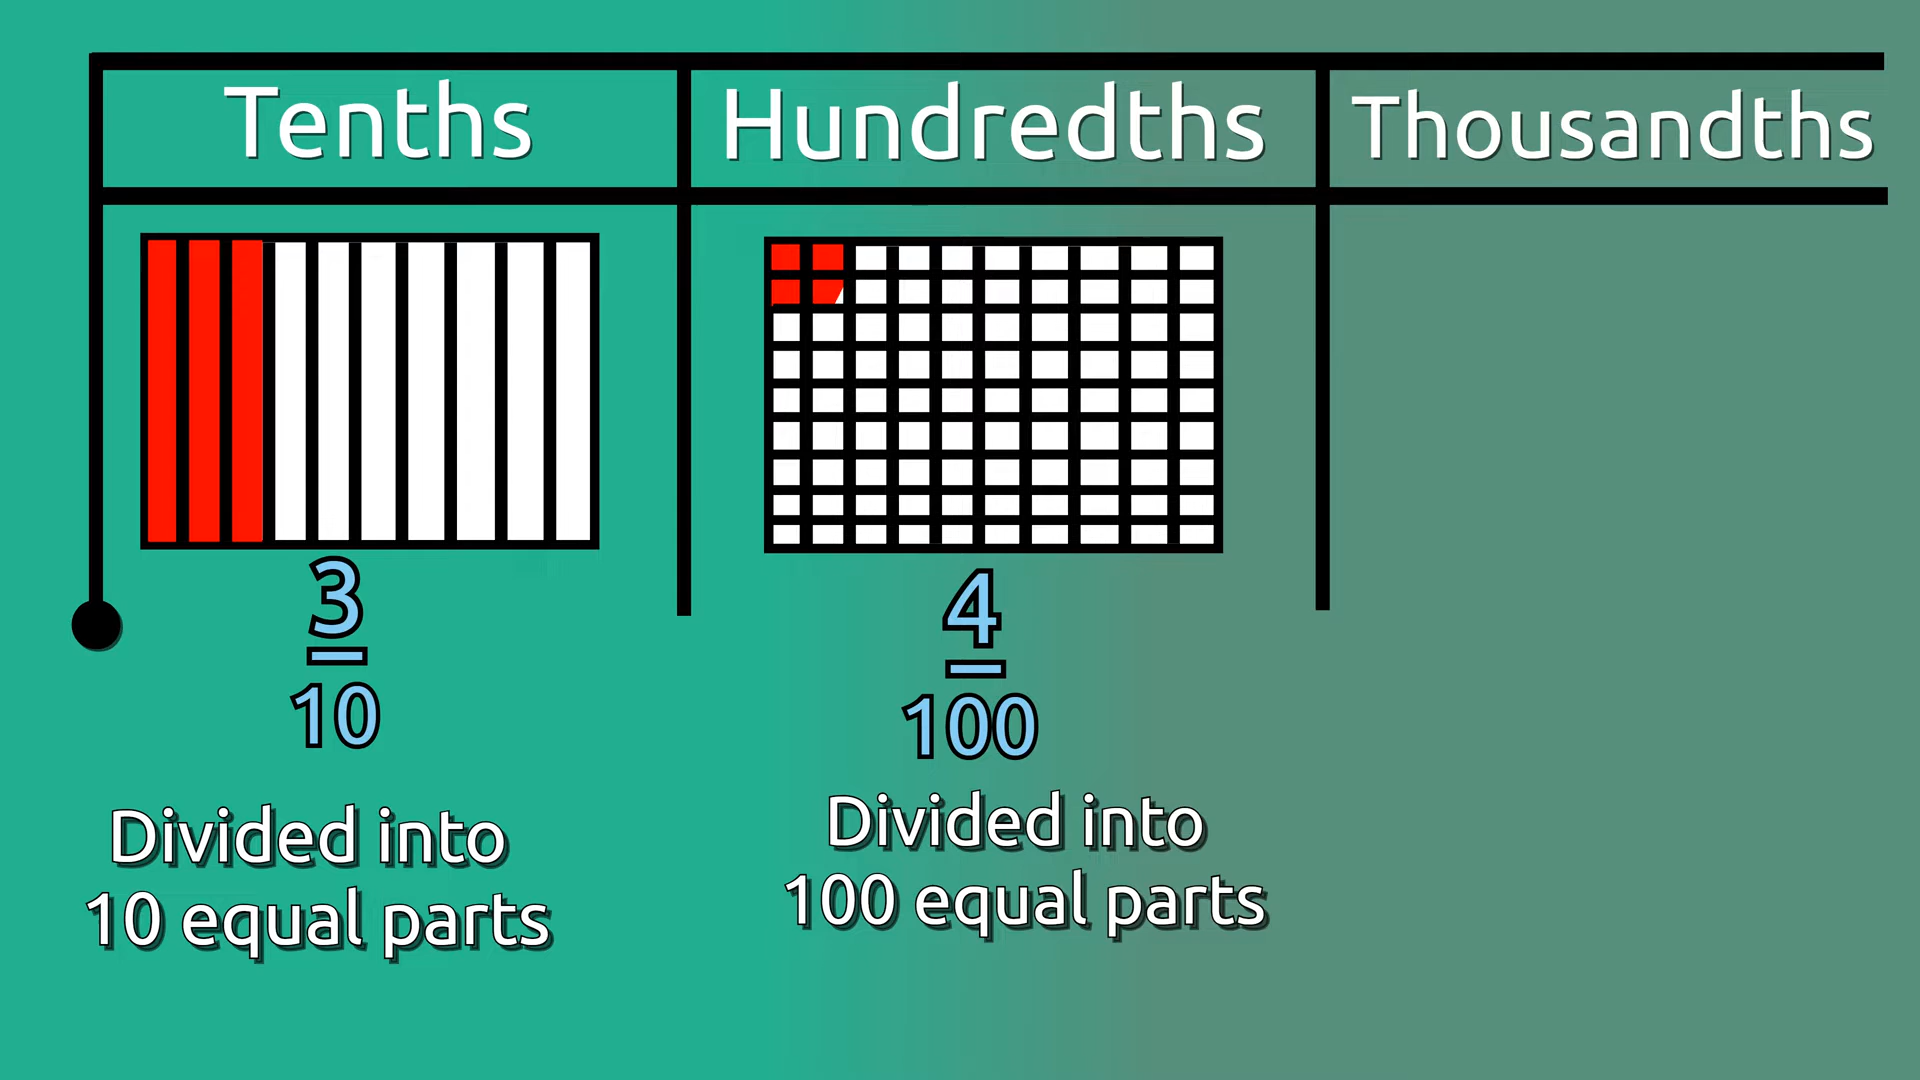 Tenths
Hundredths
Thousandths
3
10
4
100
Divided into
10 equal parts
Divided into
100 equal parts